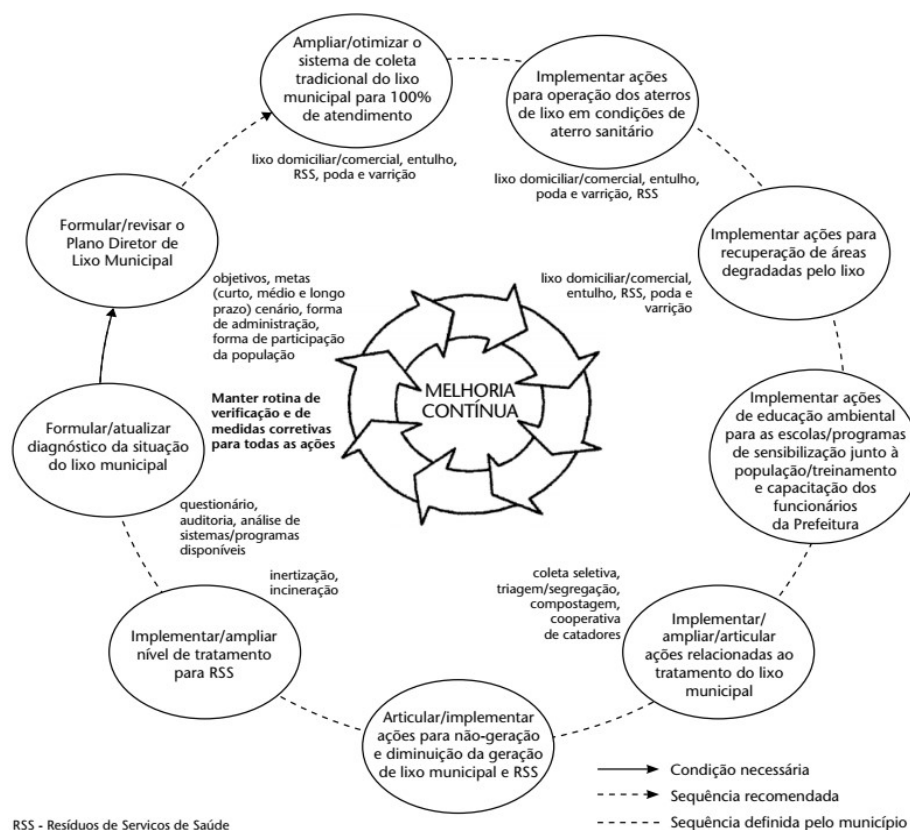 Ampliar/otimizar o
sistema de coleta
tradicional do lixo
municipal para 100%
de atendimento
lixo domiciliar/comercial, entulho,
RSS, poda e varrição
Implementar ações
para operação dos aterros
de lixo em condições de
aterro sanitário
lixo domiciliar/comercial, entulho,
poda e varrição, RSS
Implementar ações para
recuperação de áreas
degradadas pelo lixo
lixo domiciliar/comercial,
entulho, RSS, poda e
varrição
Implementar ações
de educação ambiental
para as escolas/programas
de sensibilização junto à
população/treinamento
e capacitação dos
funcionários
da Prefeitura
Implementar/
ampliar/articular
ações relacionadas ao
tratamento do lixo
municipal
coleta seletiva,
triagem/segregação,
compostagem,
cooperativa
de catadores
Articular/implementar
ações para não-geração
e diminuição da geração
de lixo municipal e RSS
Implementar/ampliar
nível de tratamento
para RSS
inertização,
incineração
Formular/atualizar
diagnóstico da situação
do lixo municipal
questionário,
auditoria, análise de
sistemas/programas
disponíveis
Formular/revisar o
Plano Diretor de
Lixo Municipal
objetivos, metas
(curto, médio e longo
prazo) cenário, forma
de administração,
forma de participação
da população
Manter rotina de
verificação e de
medidas corretivas
para todas as ações
MELHORIA
CONTÍNUA
Condição necessária
Sequência recomendada
Sequência definida pelo município
RSS - Resíduos de Serviços de Saúde